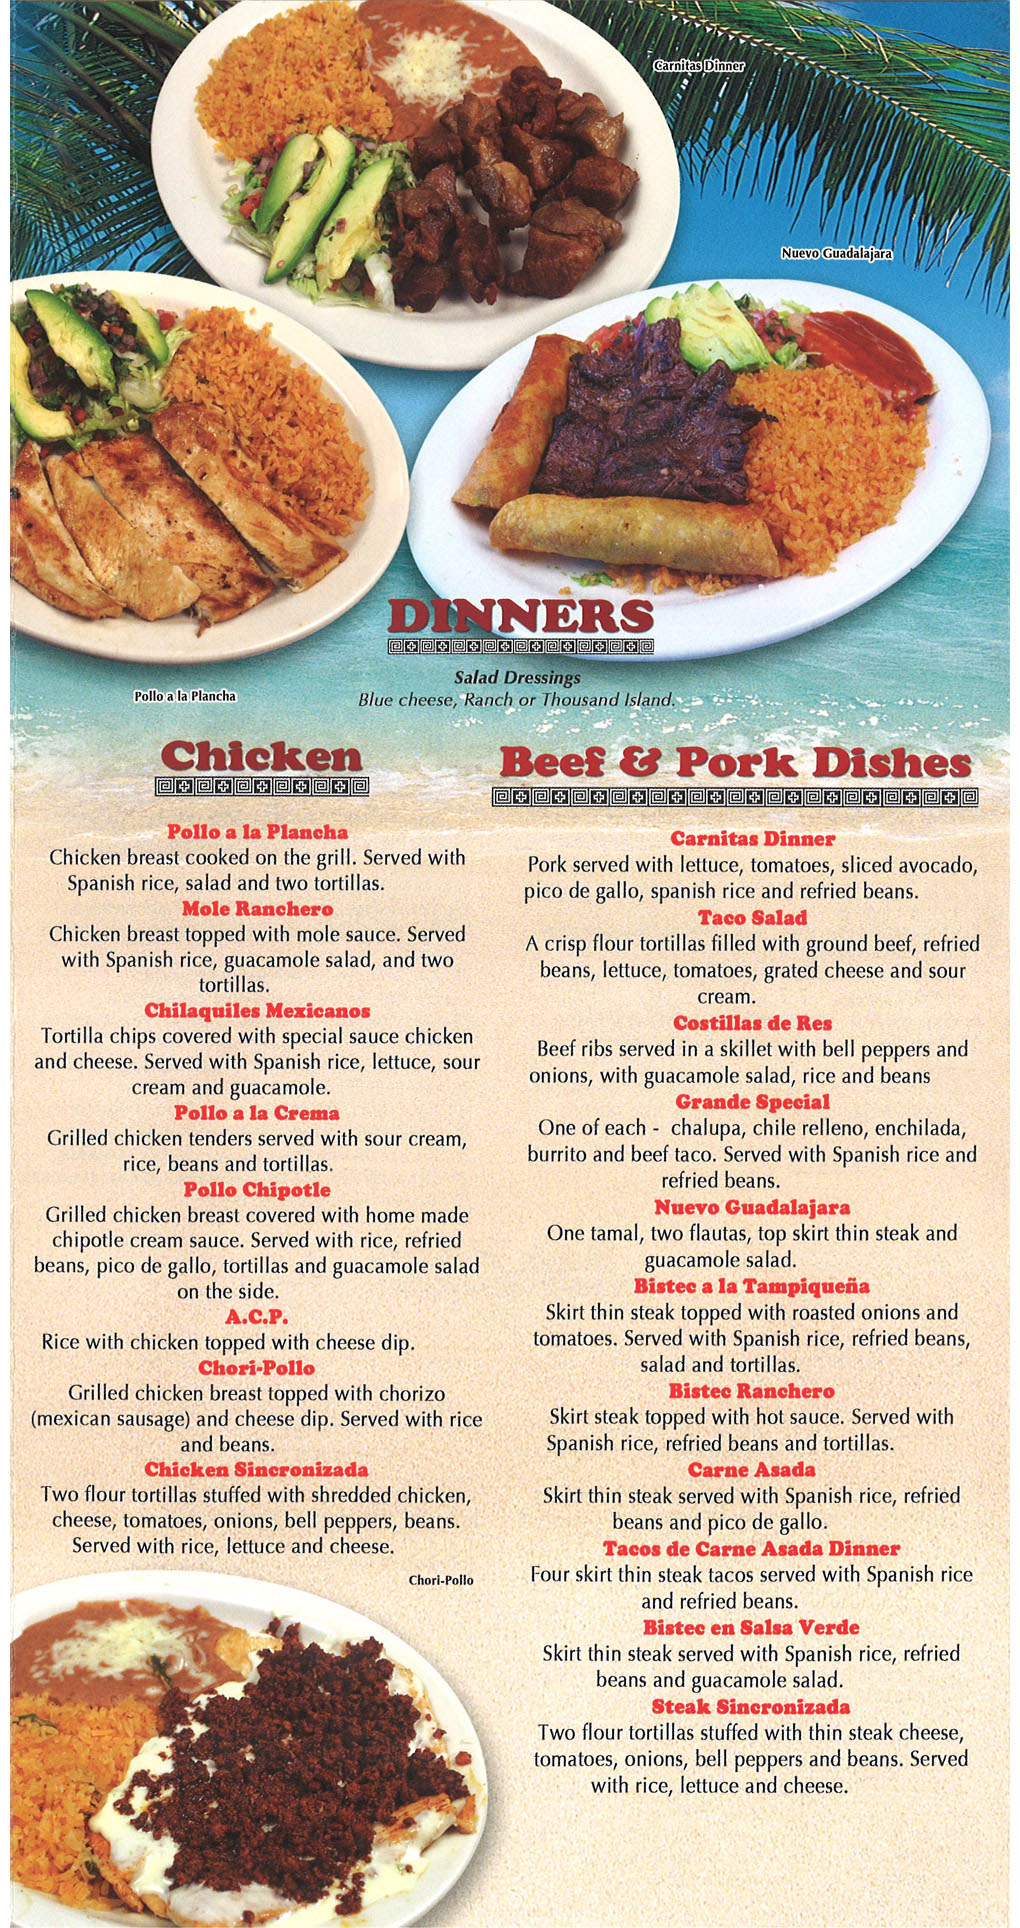 Carnitas Dinner
Nuevo Guadalajara
Pollo a la Plancha
DINNERS
Salad Dressings
Blue cheese, Ranch or Thousand Island.
Chicken
Pollo a la Plancha
Chicken breast cooked on the grill. Served with
Spanish rice, salad and two tortillas.
Mole Ranchero
Chicken breast topped with mole sauce. Served
with Spanish rice, guacamole salad, and two
tortillas.
Chilaquiles Mexicanos
Tortilla chips covered with special sauce chicken
and cheese. Served with Spanish rice, lettuce, sour
cream and guacamole.
Pollo a la Crema
Grilled chicken tenders served with sour cream,
rice, beans and tortillas.
Pollo Chipotle
Grilled chicken breast covered with home made
chipotle cream sauce. Served with rice, refried
beans, pico de gallo, tortillas and guacamole salad
on the side.
A.C.P.
Rice with chicken topped with cheese dip.
Chori-Pollo
Grilled chicken breast topped with chorizo
(mexican sausage) and cheese dip. Served with rice
and beans.
Chicken Sincronizada
Two flour tortillas stuffed with shredded chicken,
cheese, tomatoes, onions, bell peppers, beans.
Served with rice, lettuce and cheese.
Chori-Pollo
Beef & Pork Dishes
Carnitas Dinner
Pork served with lettuce, tomatoes, sliced avocado,
pico de gallo, spanish rice and refried beans.
Taco Salad
A crisp flour tortillas filled with ground beef, refried
beans, lettuce, tomatoes, grated cheese and sour
cream.
Costillas de Res
Beef ribs served in a skillet with bell peppers and
onions, with guacamole salad, rice and beans
Grande Special
One of each - chalupa, chile relleno, enchilada,
burrito and beef taco. Served with Spanish rice and
refried beans.
Nuevo Guadalajara
One tamal, two flautas, top skirt thin steak and
guacamole salad.
Bistec a la Tampiqueña
Skirt thin steak topped with roasted onions and
tomatoes. Served with Spanish rice, refried beans,
salad and tortillas.
Bistec Ranchero
Skirt steak topped with hot sauce. Served with
Spanish rice, refried beans and tortillas.
Carne Asada
Skirt thin steak served with Spanish rice, refried
beans and pico de gallo.
Tacos de Carne Asada Dinner
Four skirt thin steak tacos served with Spanish rice
and refried beans.
Bistec en Salsa Verde
Skirt thin steak served with Spanish rice, refried
beans and guacamole salad.
Steak Sincronizada
Two flour tortillas stuffed with thin steak cheese,
tomatoes, onions, bell peppers and beans. Served
with rice, lettuce and cheese.